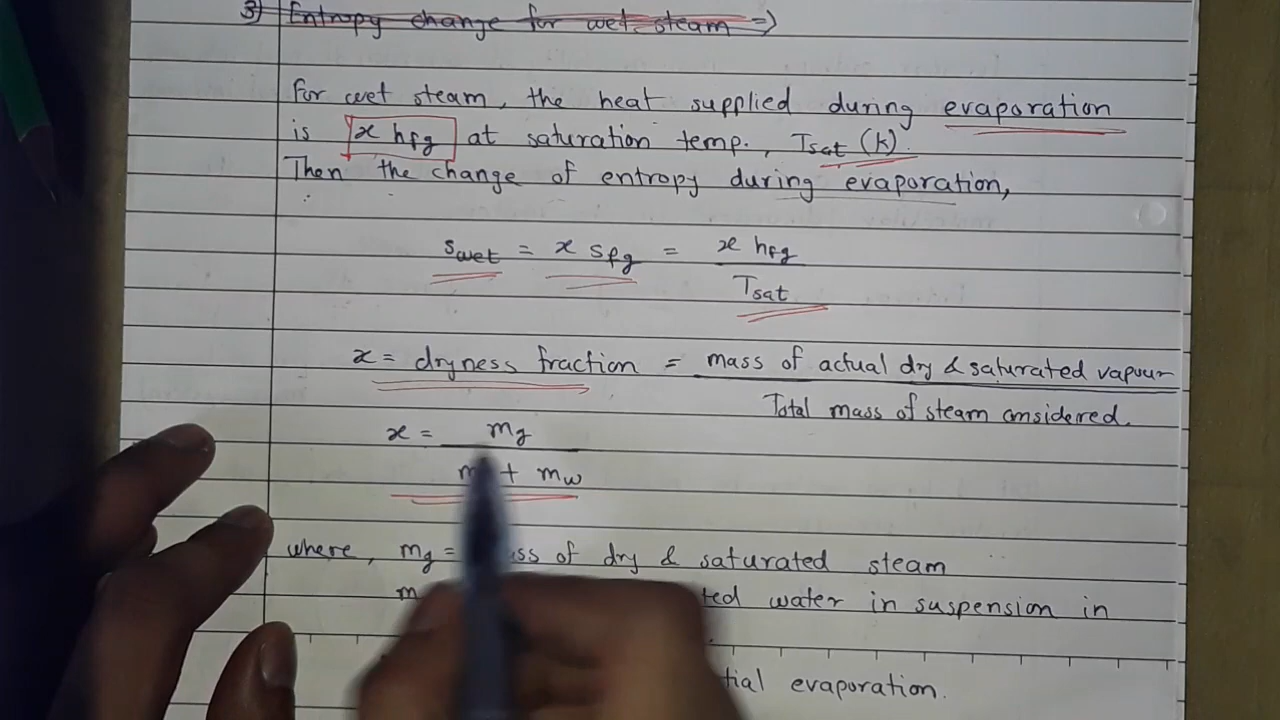 3) Entropy change for wet steam =>
For wet steam, the heat supplied during evaporation
is x hfg at saturation temp., Tsat (K).
Then the change of entropy during evaporation,
swet = x sfg = x hfg / Tsat
x = dryness fraction = mass of actual dry & saturated vapour
Total mass of steam considered.
x = mg
+ mw
where, mg = of dry & saturated steam
water in suspension in
evaporation.